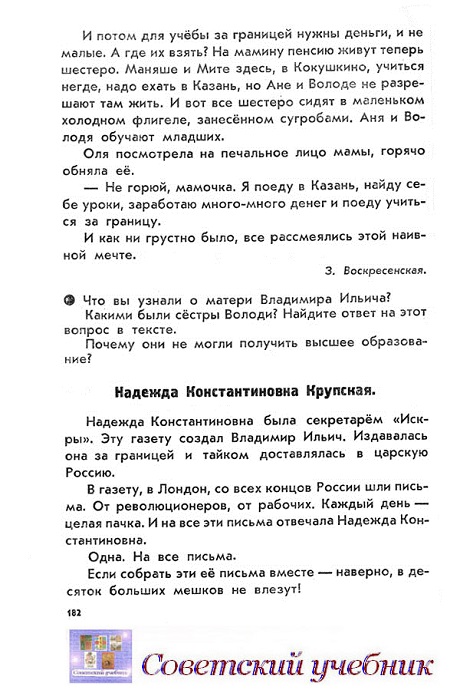 И потом для учёбы за границей нужны деньги, и не
малые. А где их взять? На мамину пенсию живут теперь
шестеро. Маняше и Мите здесь, в Кокушкино, учиться
негде, надо ехать в Казань, но Ане и Володе не разре-
шают там жить. И вот все шестеро сидят в маленьком
холодном флигеле, занесённом сугробами. Аня и Во-
лодя обучают младших.
Оля посмотрела на печальное лицо мамы, горячо
обняла её.
— Не горюй, мамочка. Я поеду в Казань, найду се-
бе уроки, заработаю много-много денег и поеду учить-
ся за границу.
И как ни грустно было, все рассмеялись этой наив-
ной мечте.
З. Воскресенская.
Что вы узнали о матери Владимира Ильича?
Какими были сёстры Володи? Найдите ответ на этот
вопрос в тексте.
Почему они не могли получить высшее образова-
ние?
Надежда Константиновна Крупская.
Надежда Константиновна была секретарём «Иск-
ры». Эту газету создал Владимир Ильич. Издавалась
она за границей и тайком доставлялась в царскую
Россию.
В газету, в Лондон, со всех концов России шли пись-
ма. От революционеров, от рабочих. Каждый день —
целая пачка. И на все эти письма отвечала Надежда Кон-
стантиновна.
Одна. На все письма.
Если собрать эти её письма вместе — наверно, в де-
сяток больших мешков не влезут!
182
Советский учебник
Советский учебник